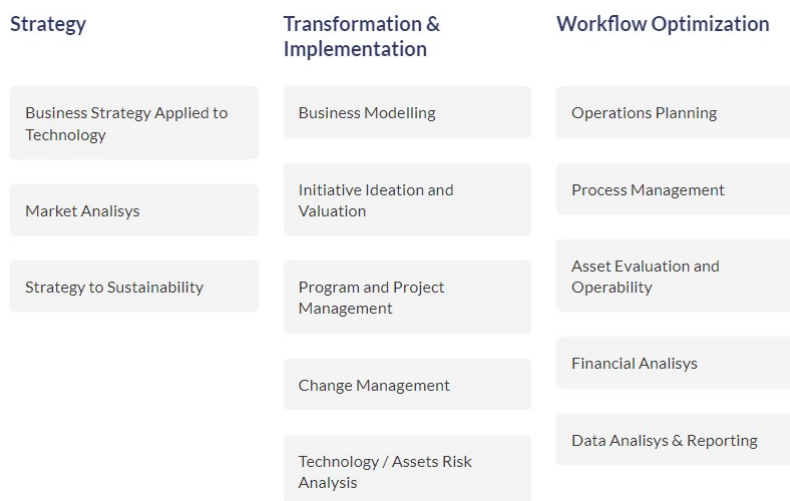 Strategy
Business Strategy Applied to
Technology
Market Analisys
Strategy to Sustainability
Transformation &
Implementation
Business Modelling
Initiative Ideation and
Valuation
Program and Project
Management
Change Management
Technology / Assets Risk
Analysis
Workflow Optimization
Operations Planning
Process Management
Asset Evaluation and
Operability
Financial Analisys
Data Analisys & Reporting